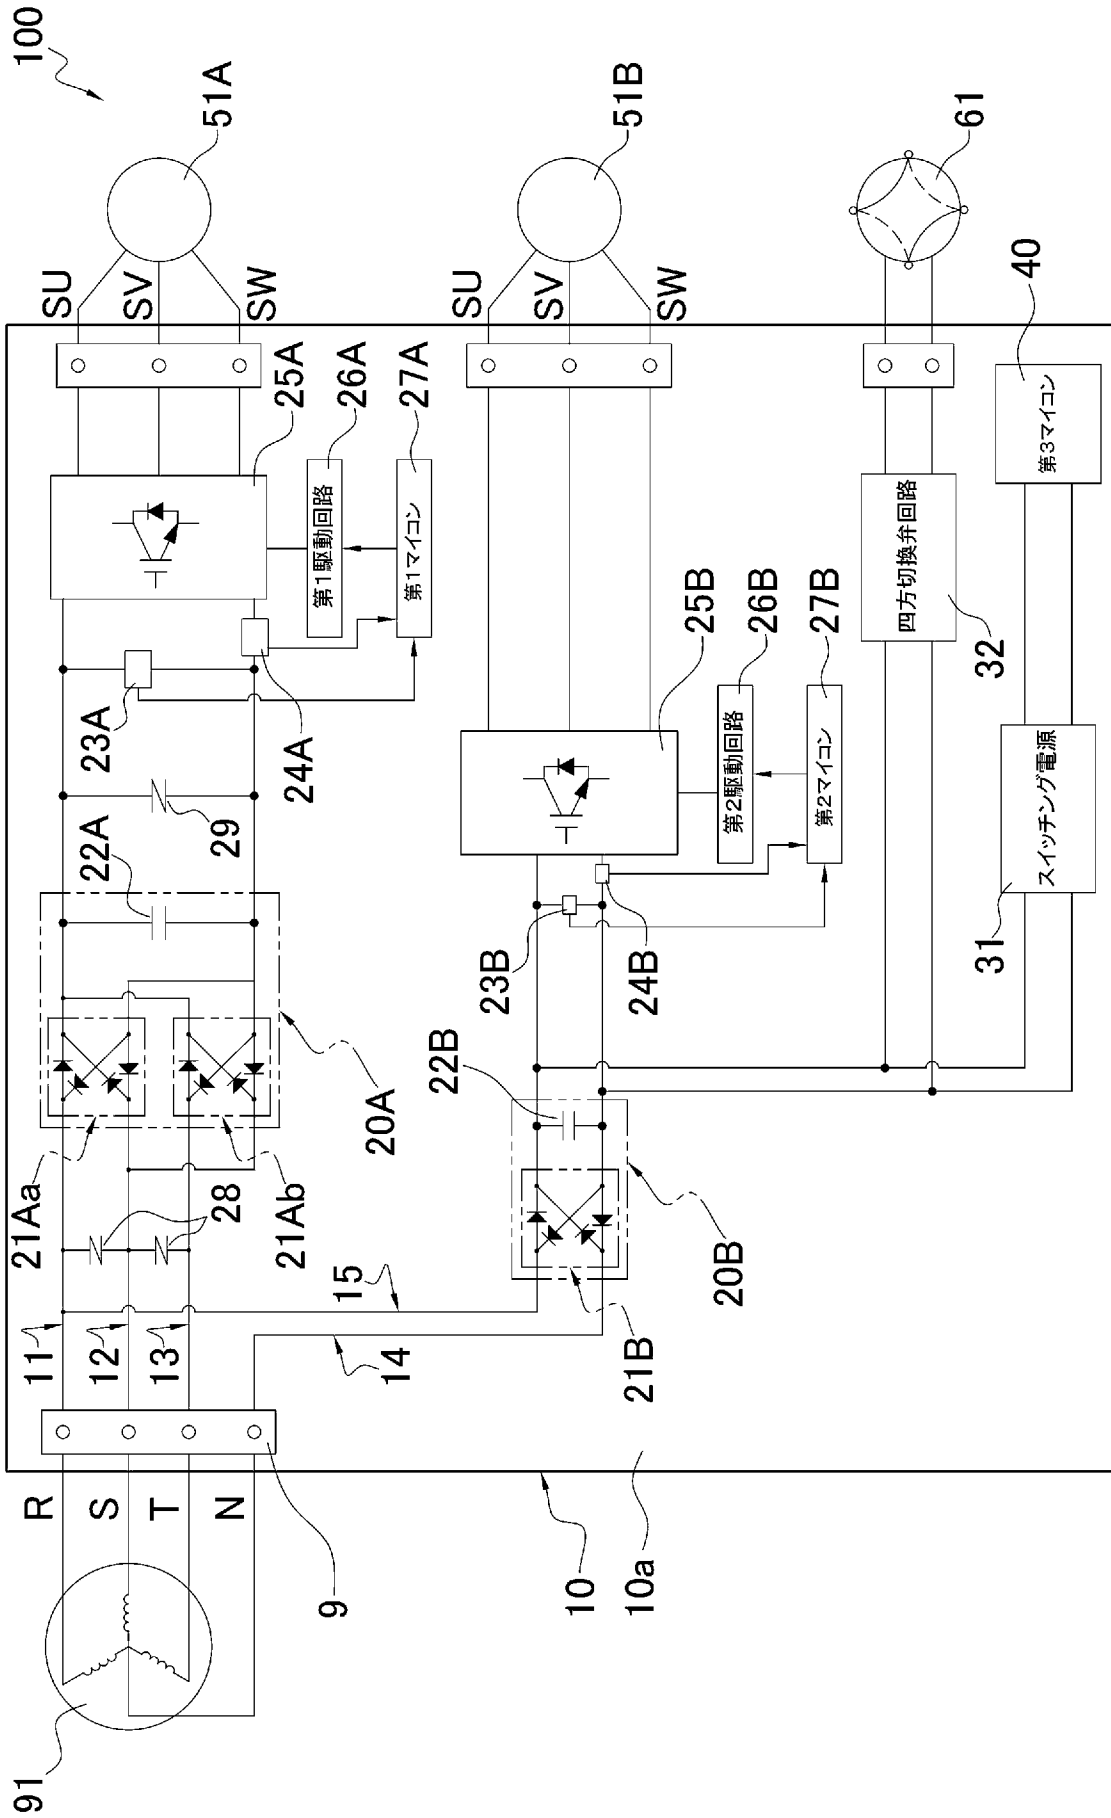 100
91
R
S
T
N
9
11
12
13
14
15
28
21Aa
21Ab
20A
22A
29
23A
24A
25A
第1駆動回路
26A
第1マイコン
27A
SU
SV
SW
51A
10
10a
21B
20B
22B
23B
24B
25B
第2駆動回路
26B
第2マイコン
27B
SU
SV
SW
51B
四方切換弁回路
32
61
スイッチング電源
31
第3マイコン
40